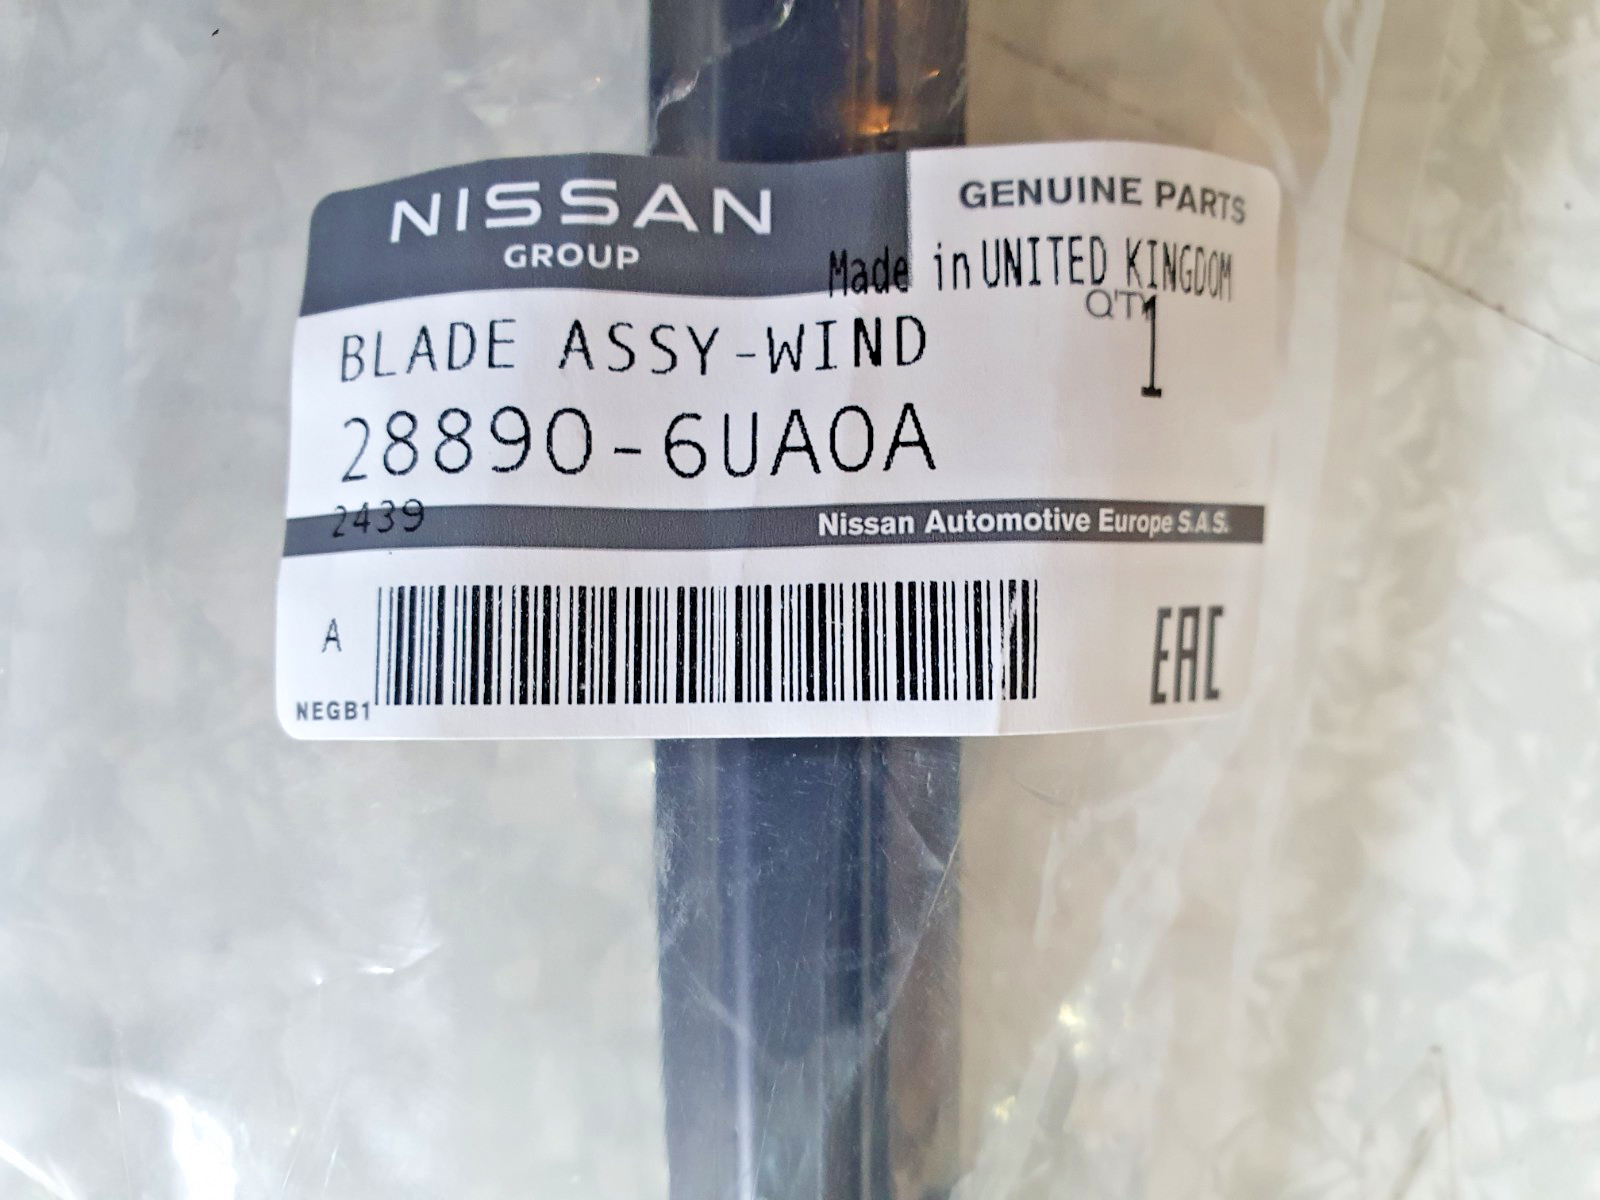 NISSAN
GROUP
GENUINE PARTS
Made in UNITED KINGDOM
Q'TY
1
BLADE ASSY-WIND
28890-6UA0A
2439
Nissan Automotive Europe S.A.S.
A
NEGB1
EAC